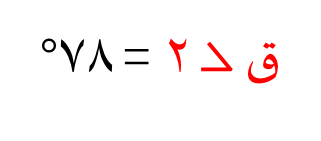 ق ∠ ٢ = ٧٨°